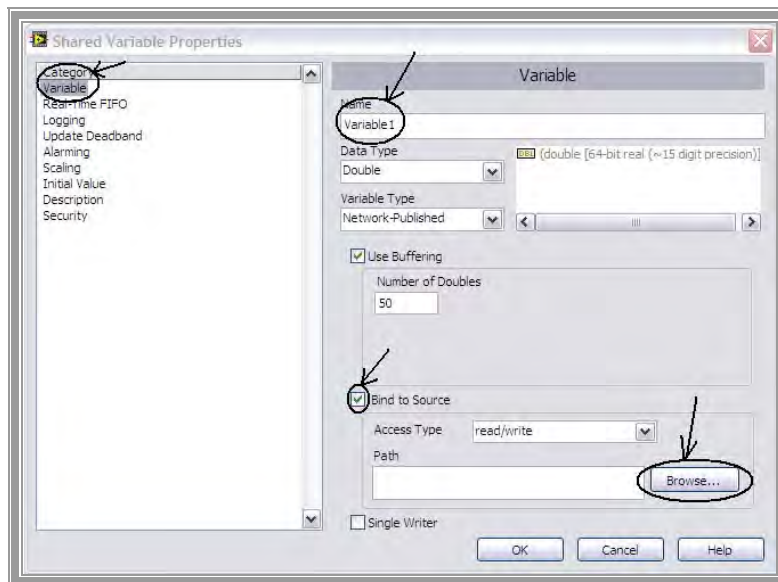 Shared Variable Properties
Category
Variable
Real-Time FIFO
Logging
Update Deadband
Alarming
Scaling
Initial Value
Description
Security
Variable
Name
Variable1
Data Type
Double
DBL (double [64-bit real (~15 digit precision)]
Variable Type
Network-Published
Use Buffering
Number of Doubles
50
Bind to Source
Access Type read/write
Path
Browse...
Single Writer
OK Cancel Help